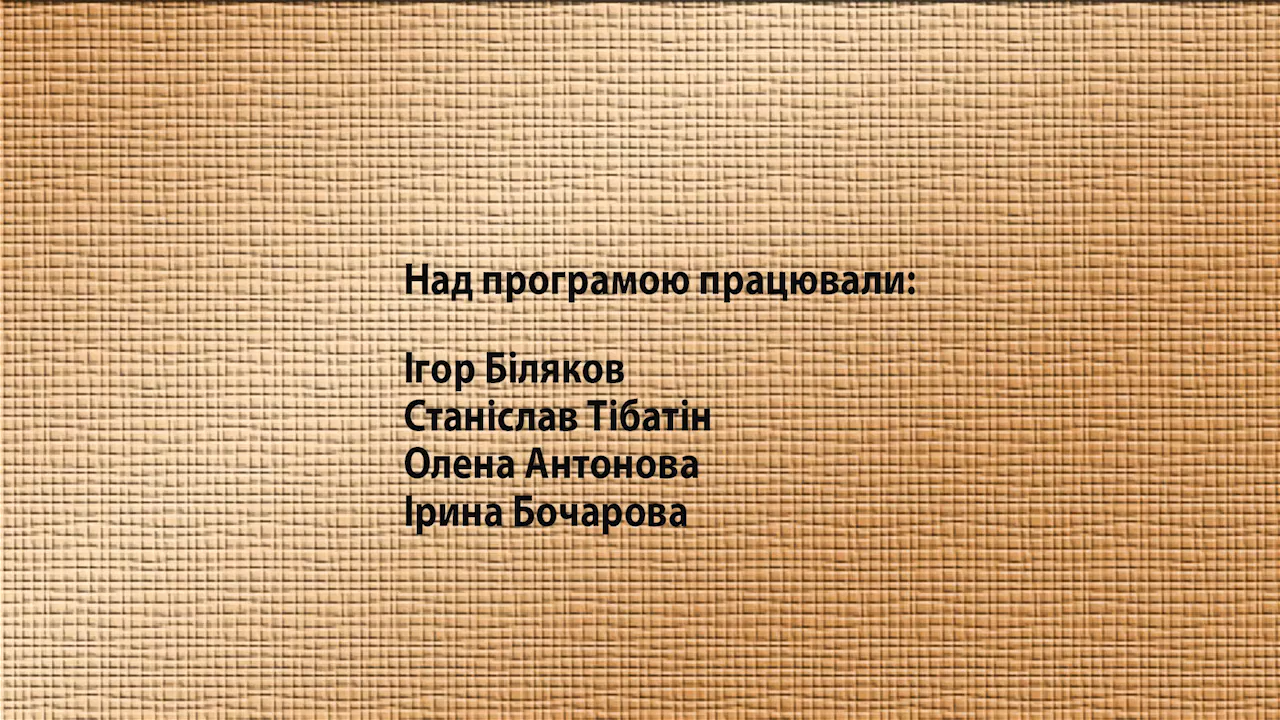 Над програмою працювали:
Ігор Біляков
Станіслав Тібатін
Олена Антонова
Ірина Бочарова